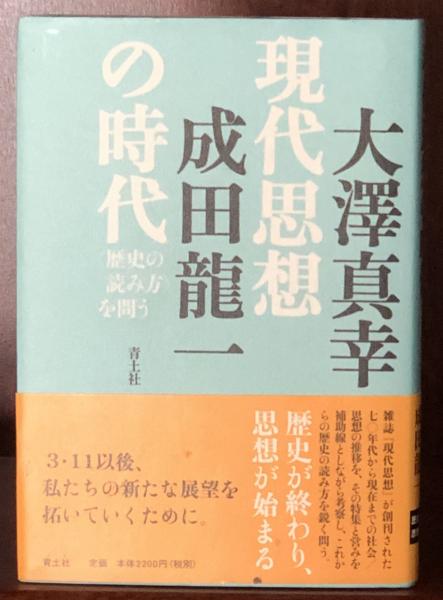 大澤真幸
現代思想
成田龍一
の時代
〈歴史の
読み方〉
を問う
青土社
雑誌『現代思想』が創刊された
七〇年代から現在までの社会/
思想の推移を、その特集と営みを
補助線としながら考察し、これか
らの歴史の読み方を鋭く問う。
歴史が終わり、
思想が始まる
3・11以後、
私たちの新たな展望を
拓いていくために。
青土社 定価 本体2200円(税別)